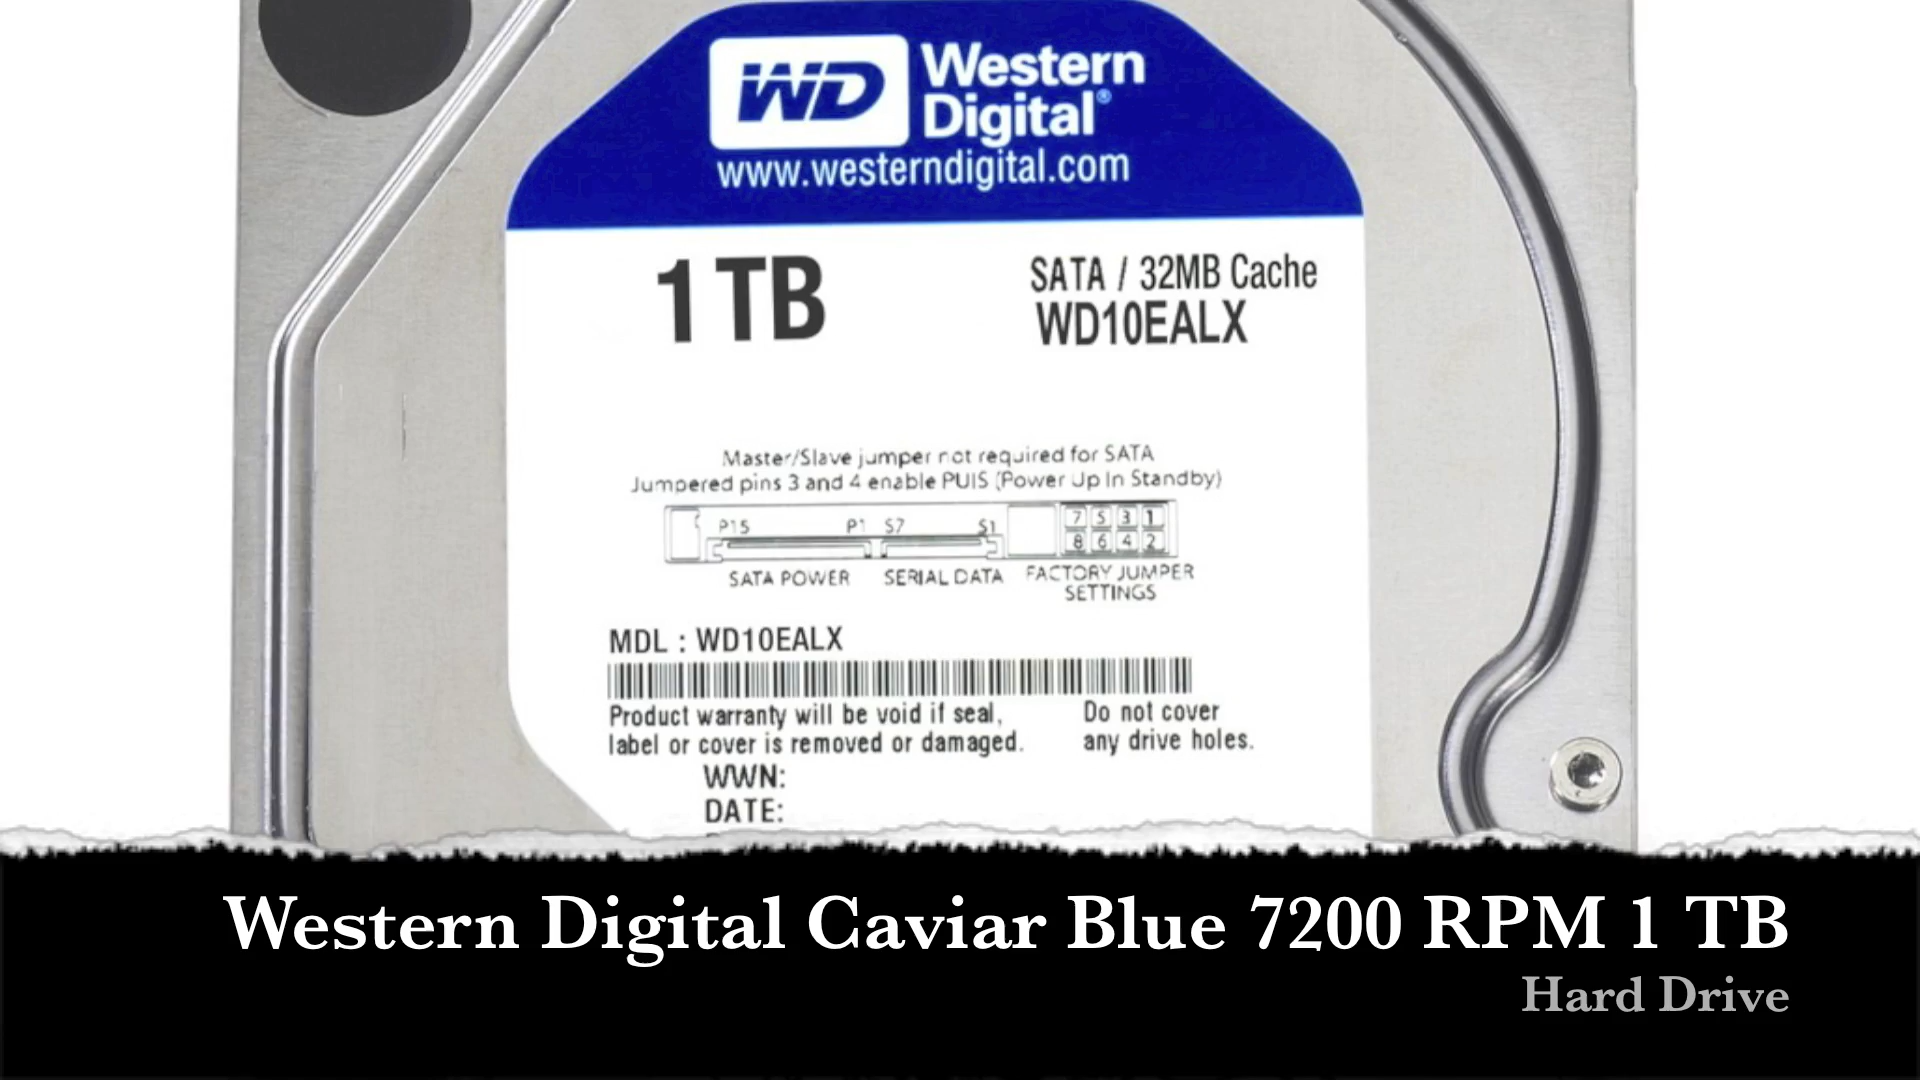 WD Western
Digital®
www.westerndigital.com
1 TB
SATA / 32MB Cache
WD10EALX
Master/Slave jumper not required for SATA
Jumpered pins 3 and 4 enable PUIS (Power Up In Standby)
P15 P1 S7 S1
7 5 3 1
8 6 4 2
SATA POWER SERIAL DATA FACTORY JUMPER
SETTINGS
MDL : WD10EALX
Product warranty will be void if seal,
label or cover is removed or damaged.
Do not cover
any drive holes.
WWN:
DATE:
Western Digital Caviar Blue 7200 RPM 1 TB
Hard Drive